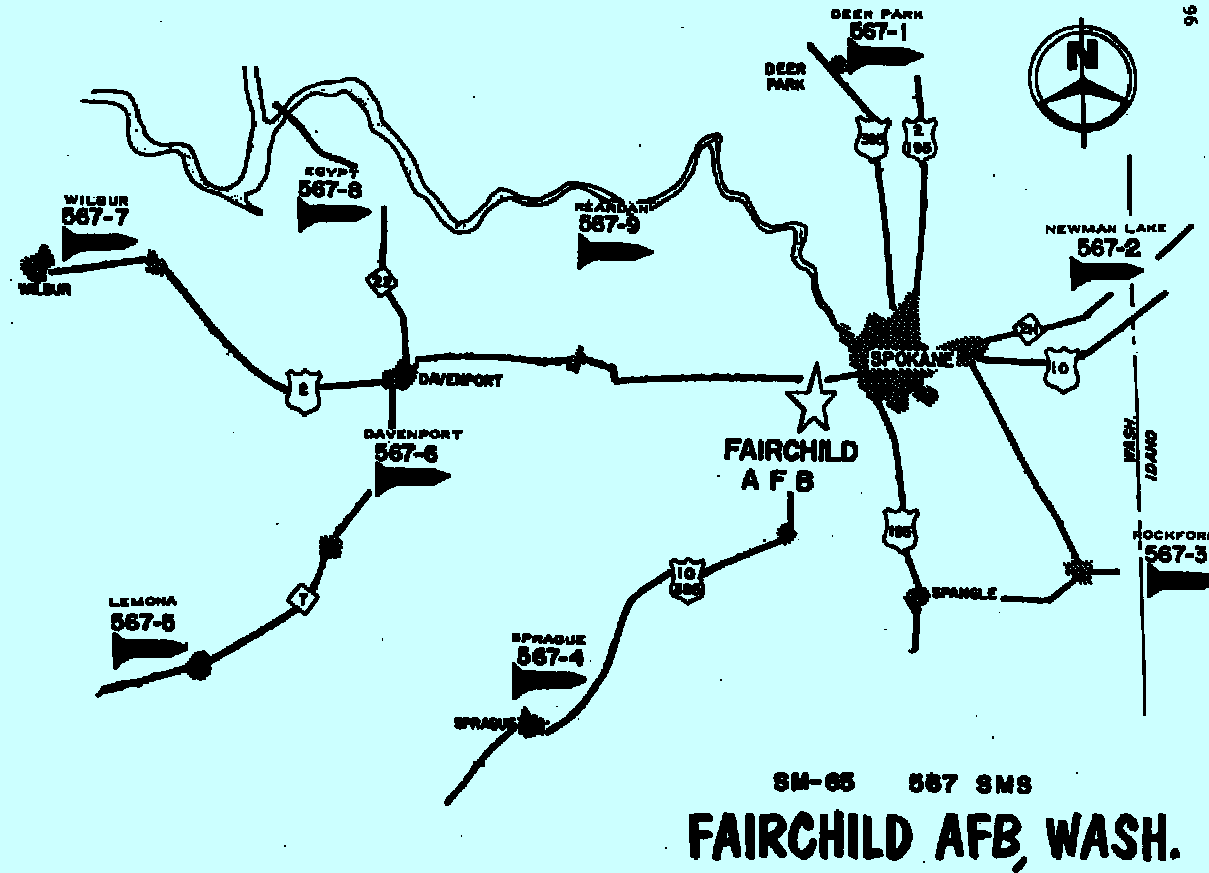 96
DEER PARK
567-1
DEER
PARK
N
395
2
195
EGYPT
567-8
WILBUR
567-7
REARDAN
567-9
NEWMAN LAKE
567-2
22
WILBUR
2H
SPOKANE
10
2
DAVENPORT
FAIRCHILD
A F B
WASH.
IDAHO
DAVENPORT
567-6
195
ROCKFORD
567-3
10
395
7
SPANGLE
LEMONA
567-5
SPRAGUE
567-4
SPRAGUE
SM-65 567 SMS
FAIRCHILD AFB, WASH.